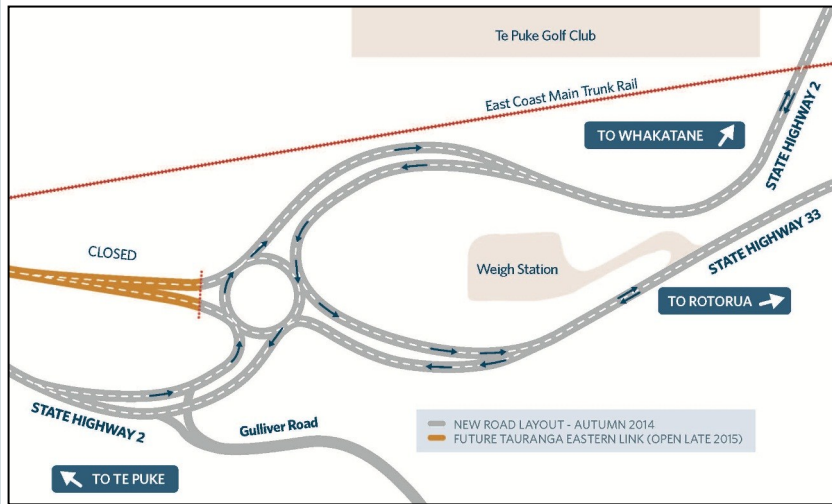 Te Puke Golf Club
East Coast Main Trunk Rail
TO WHAKATANE
STATE HIGHWAY 2
CLOSED
Weigh Station
STATE HIGHWAY 33
TO ROTORUA
STATE HIGHWAY 2
Gulliver Road
NEW ROAD LAYOUT - AUTUMN 2014
FUTURE TAURANGA EASTERN LINK (OPEN LATE 2015)
TO TE PUKE